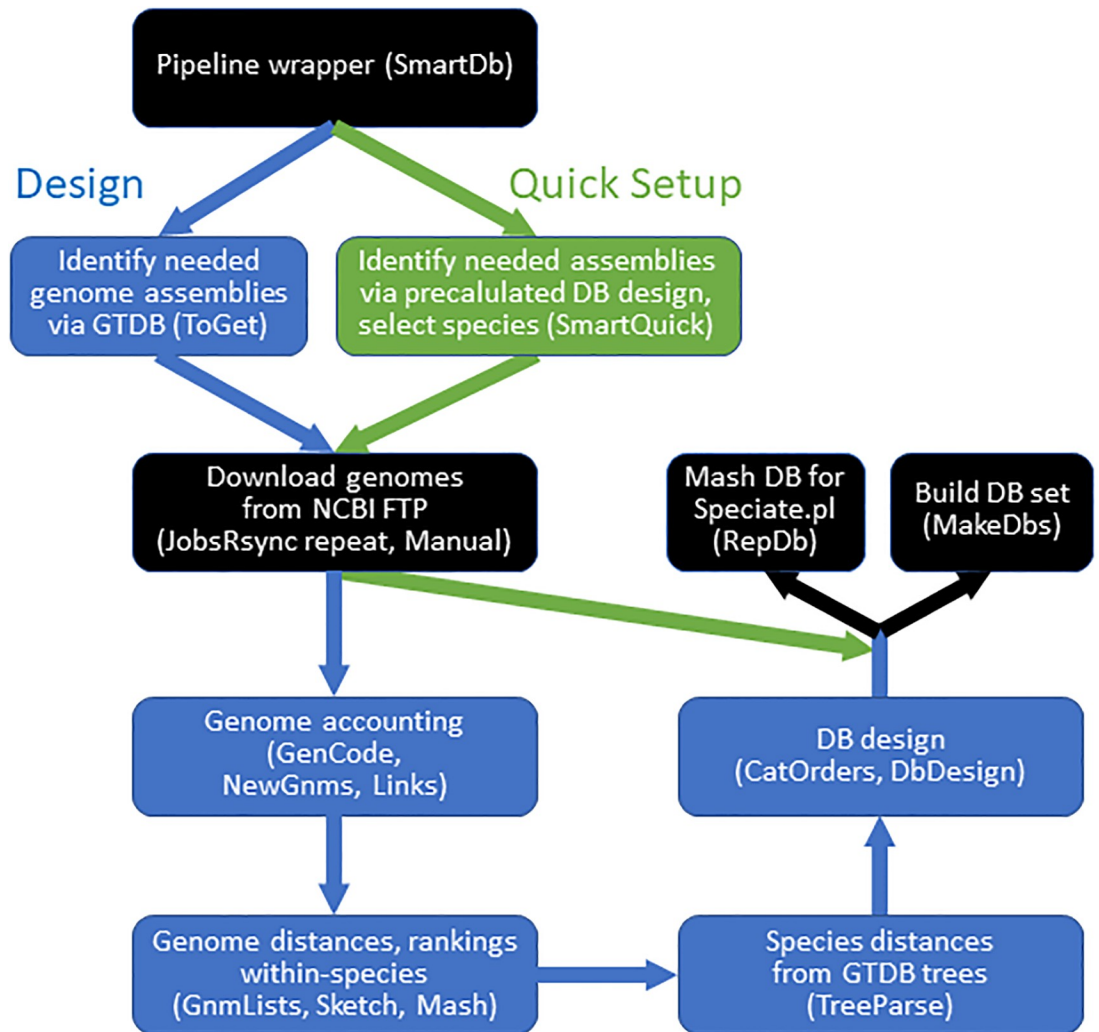 Pipeline wrapper (SmartDb)
Design
Quick Setup
Identify needed
genome assemblies
via GTDB (ToGet)
Identify needed assemblies
via precalulated DB design,
select species (SmartQuick)
Download genomes
from NCBI FTP
(JobsRsync repeat, Manual)
Mash DB for
Speciate.pl
(RepDb)
Build DB set
(MakeDbs)
Genome accounting
(GenCode,
NewGnms, Links)
DB design
(CatOrders, DbDesign)
Genome distances, rankings
within-species
(GnmLists, Sketch, Mash)
Species distances
from GTDB trees
(TreeParse)